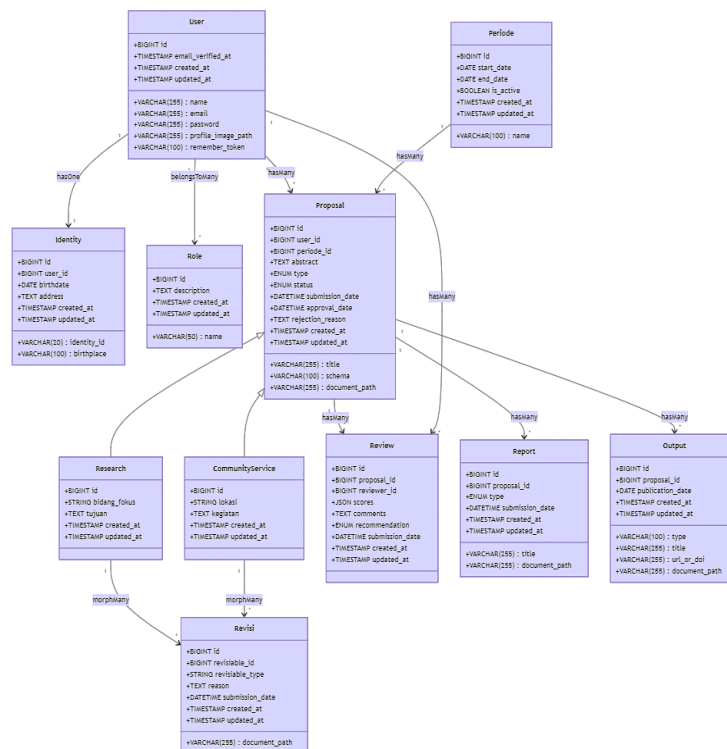 User
+BIGINT id
+TIMESTAMP email_verified_at
+TIMESTAMP created_at
+TIMESTAMP updated_at
+VARCHAR(255) : name
+VARCHAR(255) : email
+VARCHAR(255) : password
+VARCHAR(255) : profile_image_path
+VARCHAR(100) : remember_token
Periode
+BIGINT id
+DATE start_date
+DATE end_date
+BOOLEAN is_active
+TIMESTAMP created_at
+TIMESTAMP updated_at
+VARCHAR(100) : name
1
*
1
1
1
hasOne
belongsToMany
hasMany
hasMany
1
*
*
*
Identity
+BIGINT id
+BIGINT user_id
+DATE birthdate
+TEXT address
+TIMESTAMP created_at
+TIMESTAMP updated_at
+VARCHAR(20) : identity_id
+VARCHAR(100) : birthplace
Role
+BIGINT id
+TEXT description
+TIMESTAMP created_at
+TIMESTAMP updated_at
+VARCHAR(50) : name
Proposal
+BIGINT id
+BIGINT user_id
+BIGINT periode_id
+TEXT abstract
+ENUM type
+ENUM status
+DATETIME submission_date
+DATETIME approval_date
+TEXT rejection_reason
+TIMESTAMP created_at
+TIMESTAMP updated_at
+VARCHAR(255) : title
+VARCHAR(100) : schema
+VARCHAR(255) : document_path
hasMany
1
1
1
hasMany
hasMany
hasMany
*
*
*
*
Research
+BIGINT id
+STRING bidang_fokus
+TEXT tujuan
+TIMESTAMP created_at
+TIMESTAMP updated_at
CommunityService
+BIGINT id
+STRING lokasi
+TEXT kegiatan
+TIMESTAMP created_at
+TIMESTAMP updated_at
Review
+BIGINT id
+BIGINT proposal_id
+BIGINT reviewer_id
+JSON scores
+TEXT comments
+ENUM recommendation
+DATETIME submission_date
+TIMESTAMP created_at
+TIMESTAMP updated_at
Report
+BIGINT id
+BIGINT proposal_id
+ENUM type
+DATETIME submission_date
+TIMESTAMP created_at
+TIMESTAMP updated_at
+VARCHAR(255) : title
+VARCHAR(255) : document_path
Output
+BIGINT id
+BIGINT proposal_id
+DATE publication_date
+TIMESTAMP created_at
+TIMESTAMP updated_at
+VARCHAR(100) : type
+VARCHAR(255) : title
+VARCHAR(255) : url_or_doi
+VARCHAR(255) : document_path
1
1
morphMany
morphMany
*
*
Revisi
+BIGINT id
+BIGINT revisiable_id
+STRING revisiable_type
+TEXT reason
+DATETIME submission_date
+TIMESTAMP created_at
+TIMESTAMP updated_at
+VARCHAR(255) : document_path